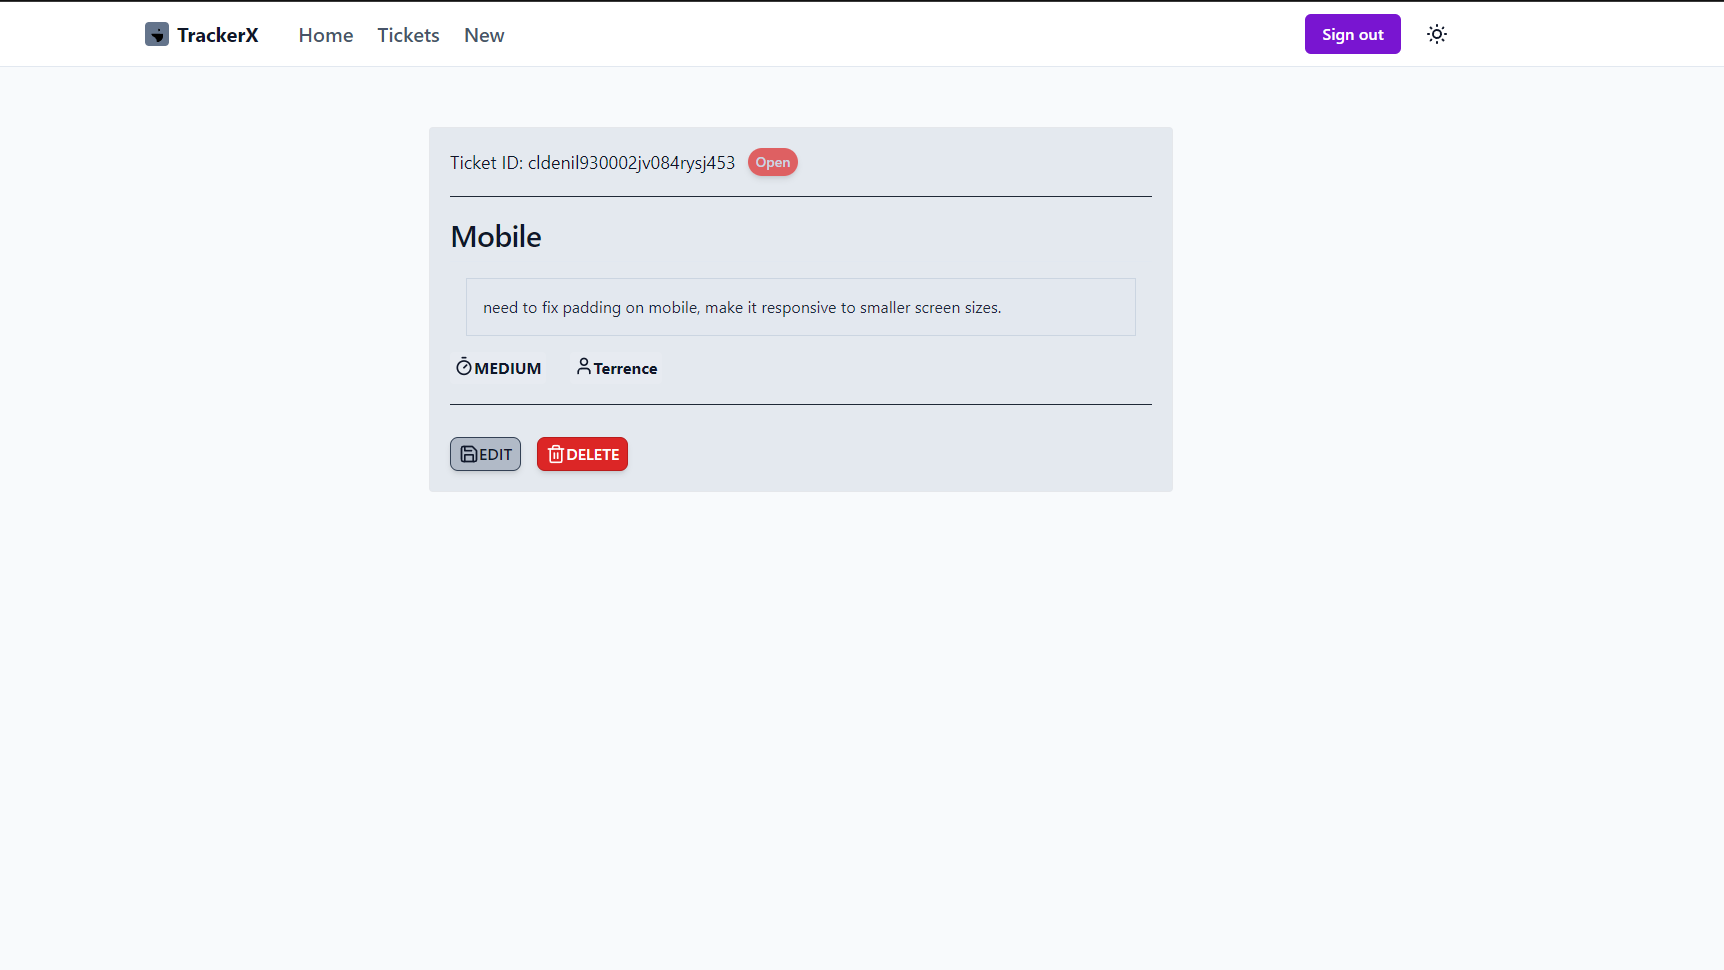 TrackerX Home Tickets New Sign out
Ticket ID: cldenil930002jv084rysj453 Open
Mobile
need to fix padding on mobile, make it responsive to smaller screen sizes.
MEDIUM Terrence
EDIT DELETE